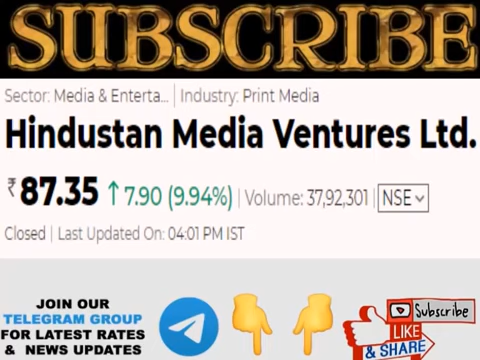 SUBSCRIBE
Sector: Media & Enterta... | Industry: Print Media
Hindustan Media Ventures Ltd.
₹87.35 ↑7.90 (9.94%) | Volume: 37,92,301 | NSE
Closed | Last Updated On: 04:01 PM IST
JOIN OUR
TELEGRAM GROUP
FOR LATEST RATES
& NEWS UPDATES
Subscribe
LIKE
& SHARE